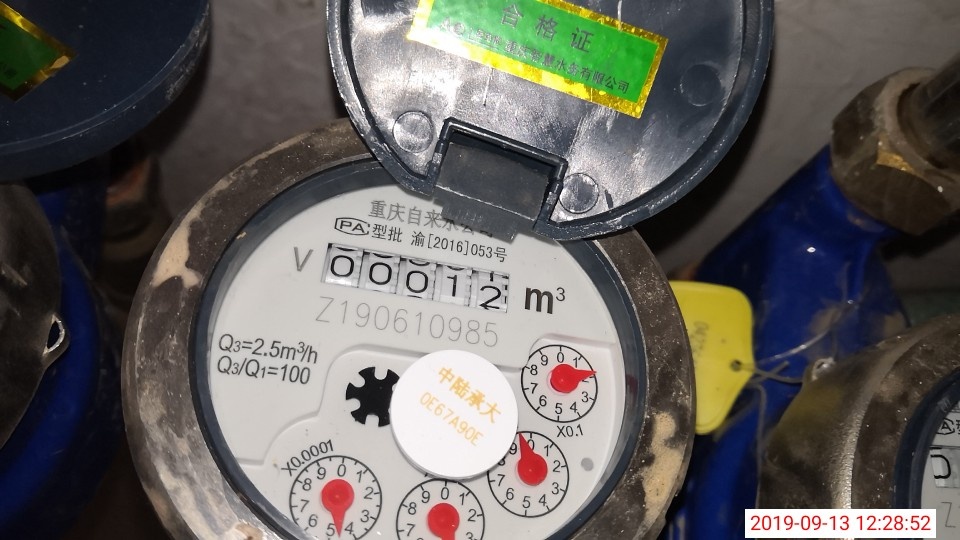 合格证
重庆自来水公司
PA 型批 渝[2016]053号
V 00012 m³
Z190610985
Q₃=2.5m³/h
Q₃/Q₁=100
中陆承大
0E67A90E
X0.1
X0.0001
2019-09-13 12:28:52